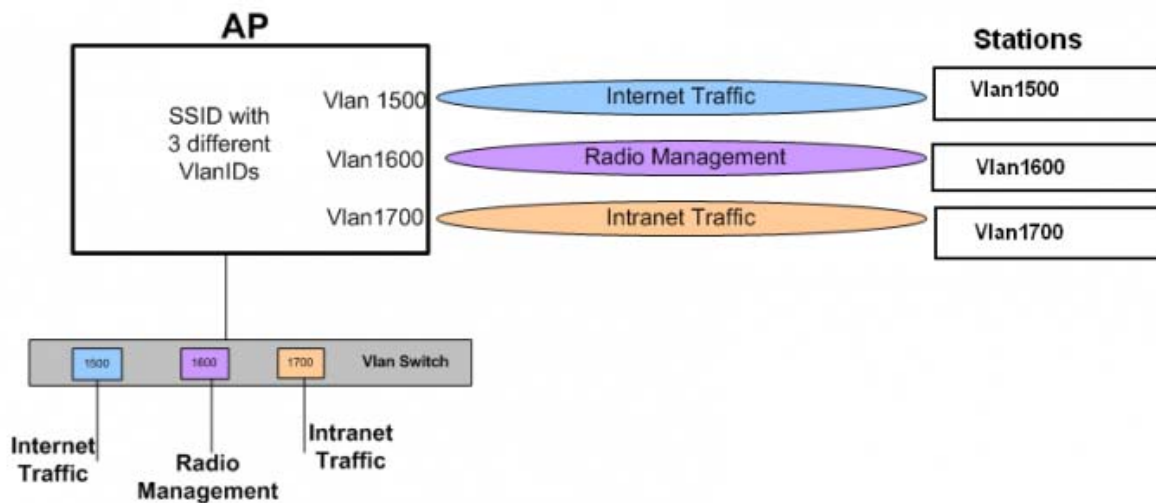 AP
SSID with
3 different
VlanIDs
Vlan 1500
Vlan1600
Vlan1700
Internet Traffic
Radio Management
Intranet Traffic
Stations
Vlan1500
Vlan1600
Vlan1700
1500
1600
1700
Vlan Switch
Internet
Traffic
Radio
Management
Intranet
Traffic